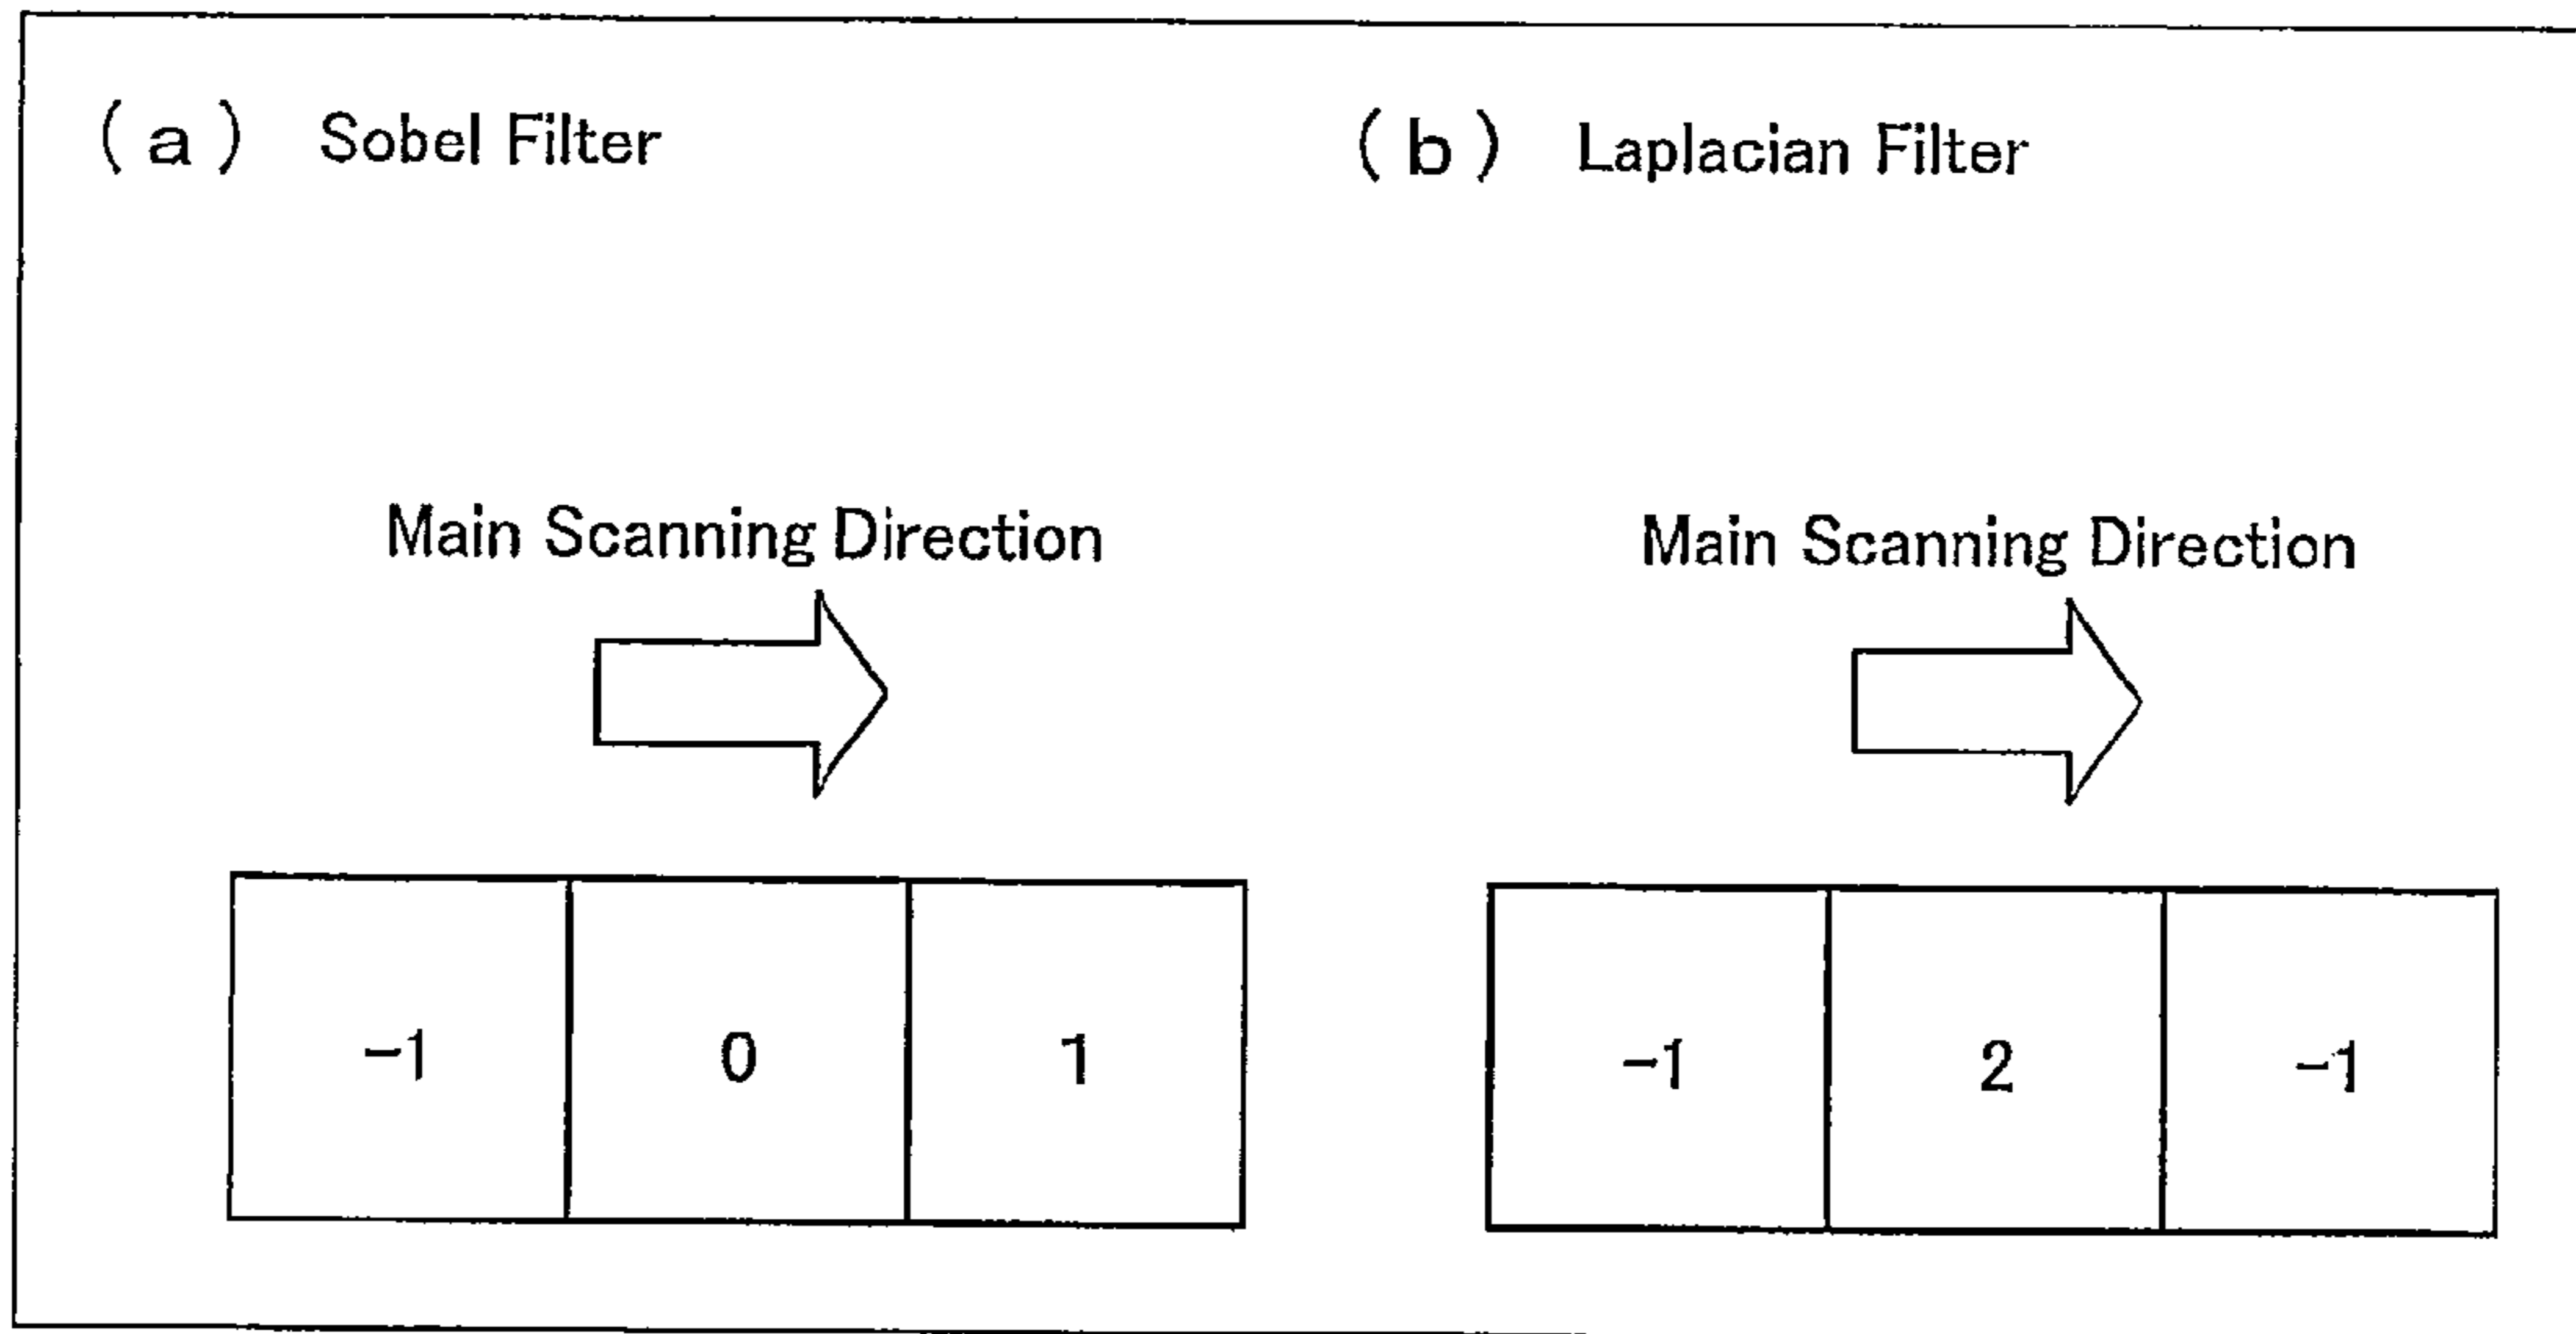 (a) Sobel Filter
(b) Laplacian Filter
Main Scanning Direction
Main Scanning Direction
-1 0 1
-1 2 -1